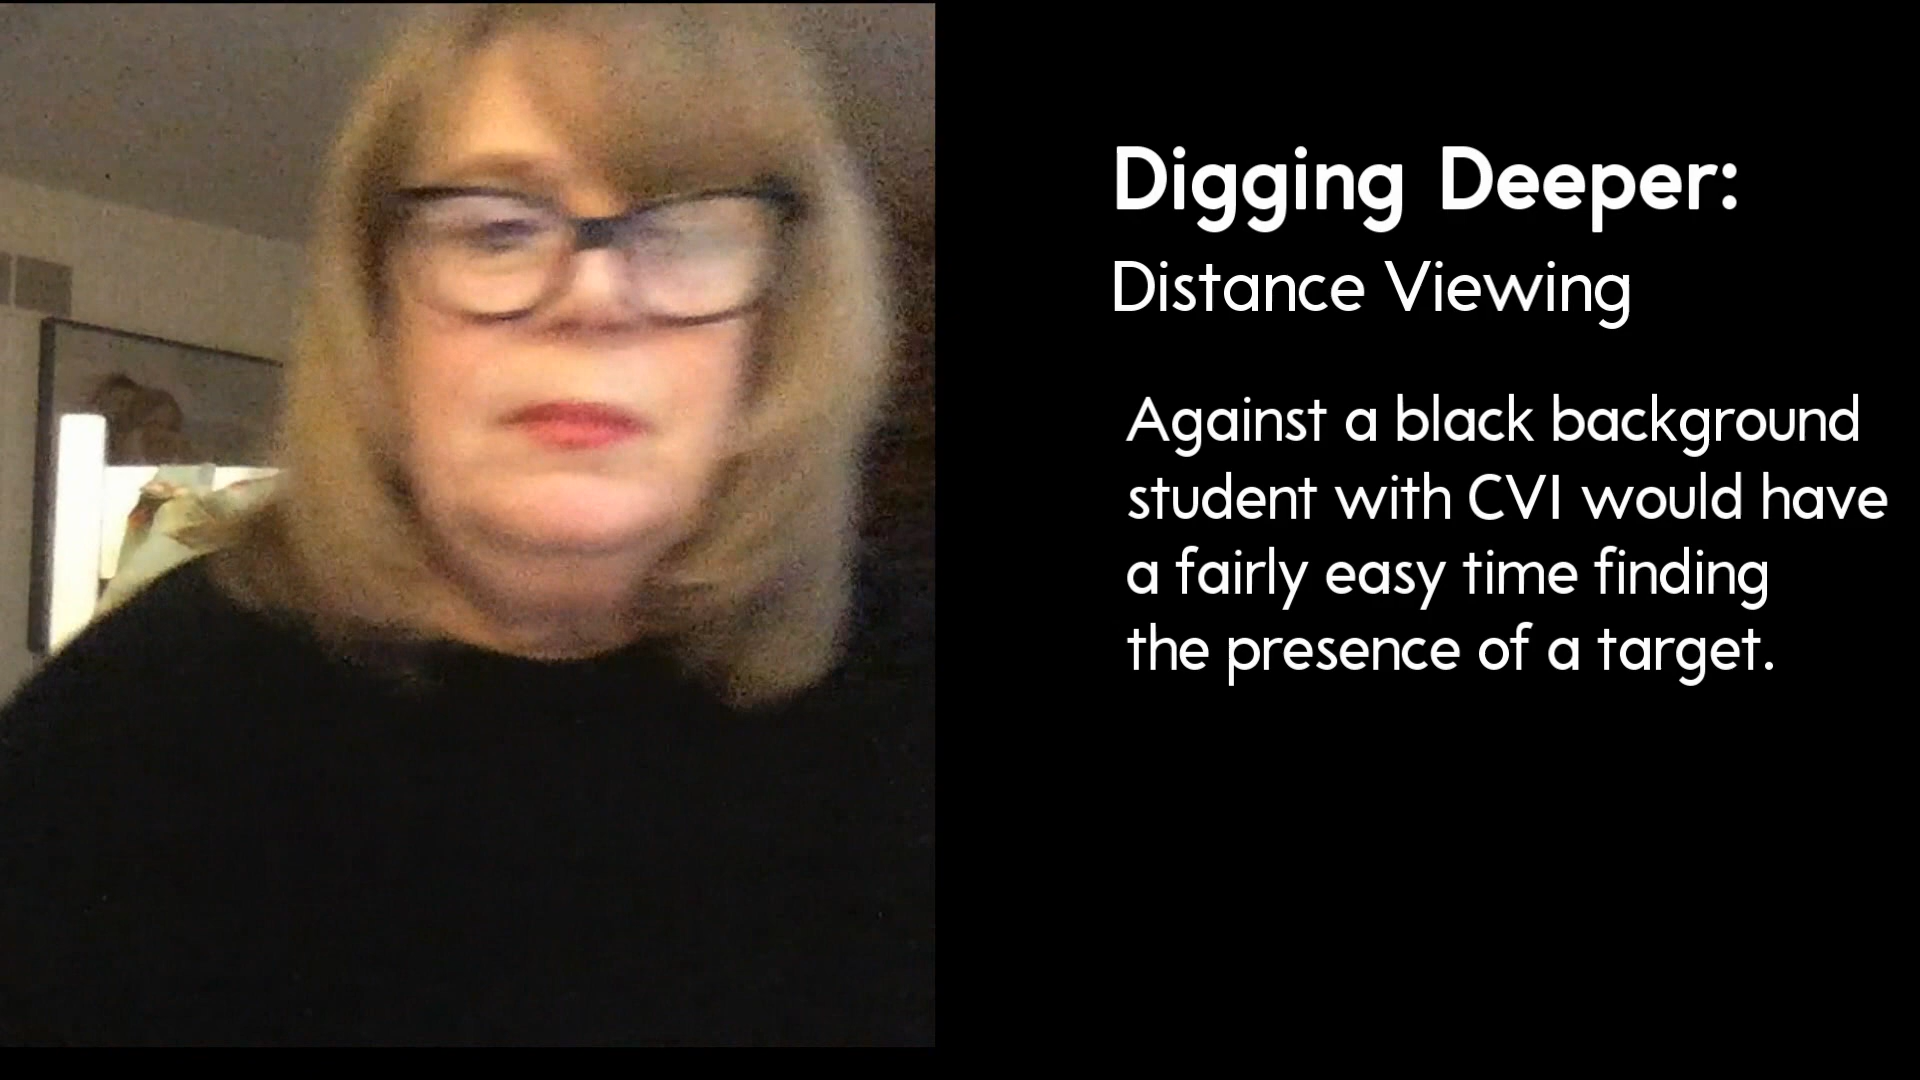 Digging Deeper:
Distance Viewing
Against a black background
student with CVI would have
a fairly easy time finding
the presence of a target.